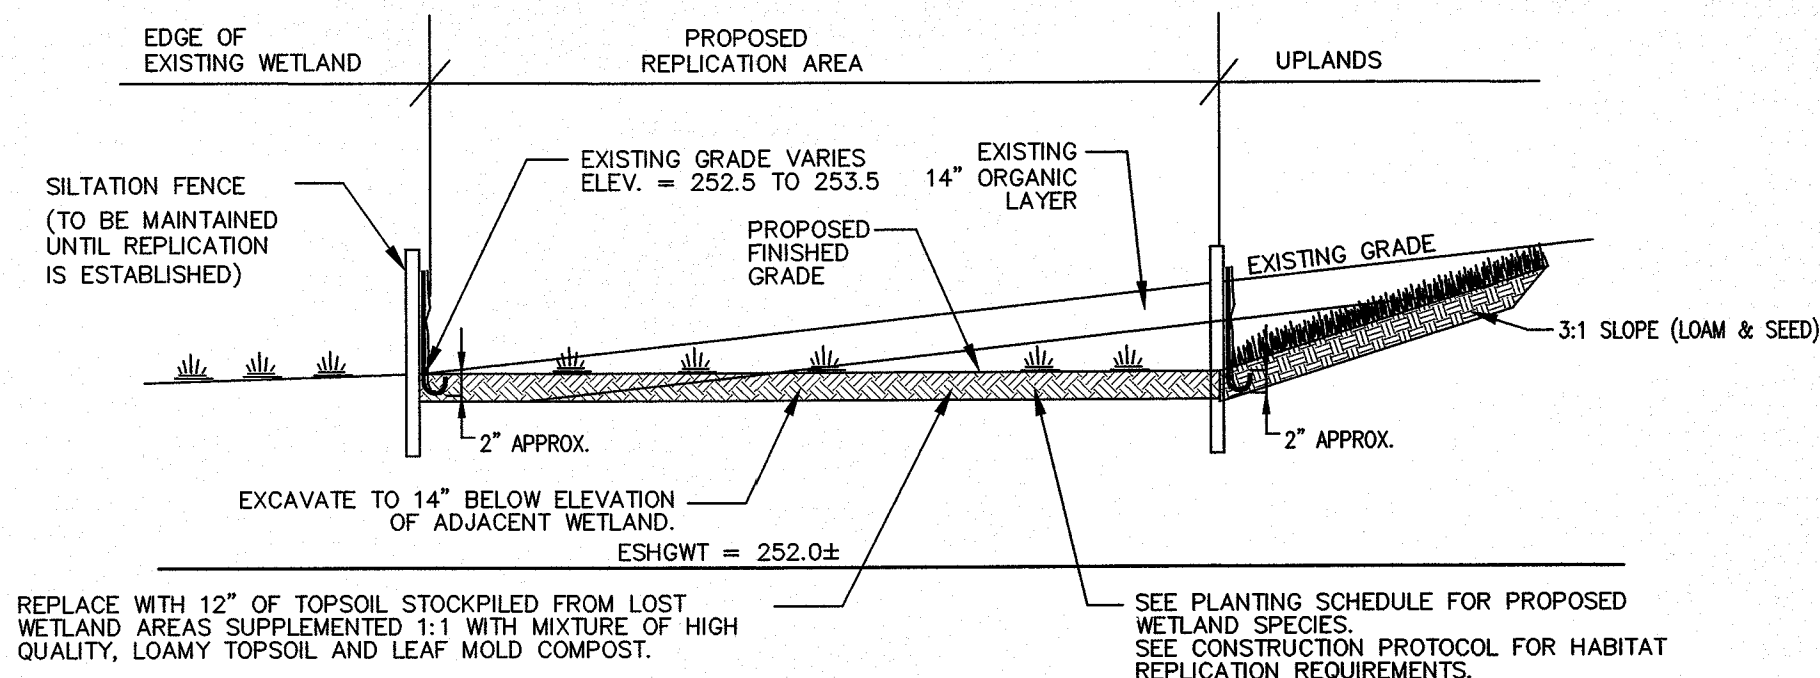 EDGE OF
EXISTING WETLAND
PROPOSED
REPLICATION AREA
UPLANDS
SILTATION FENCE
(TO BE MAINTAINED
UNTIL REPLICATION
IS ESTABLISHED)
EXISTING GRADE VARIES
ELEV. = 252.5 TO 253.5
EXISTING
14" ORGANIC
LAYER
PROPOSED
FINISHED
GRADE
EXISTING GRADE
3:1 SLOPE (LOAM & SEED)
2" APPROX.
2" APPROX.
EXCAVATE TO 14" BELOW ELEVATION
OF ADJACENT WETLAND.
ESHGWT = 252.0±
REPLACE WITH 12" OF TOPSOIL STOCKPILED FROM LOST
WETLAND AREAS SUPPLEMENTED 1:1 WITH MIXTURE OF HIGH
QUALITY, LOAMY TOPSOIL AND LEAF MOLD COMPOST.
SEE PLANTING SCHEDULE FOR PROPOSED
WETLAND SPECIES.
SEE CONSTRUCTION PROTOCOL FOR HABITAT
REPLICATION REQUIREMENTS.